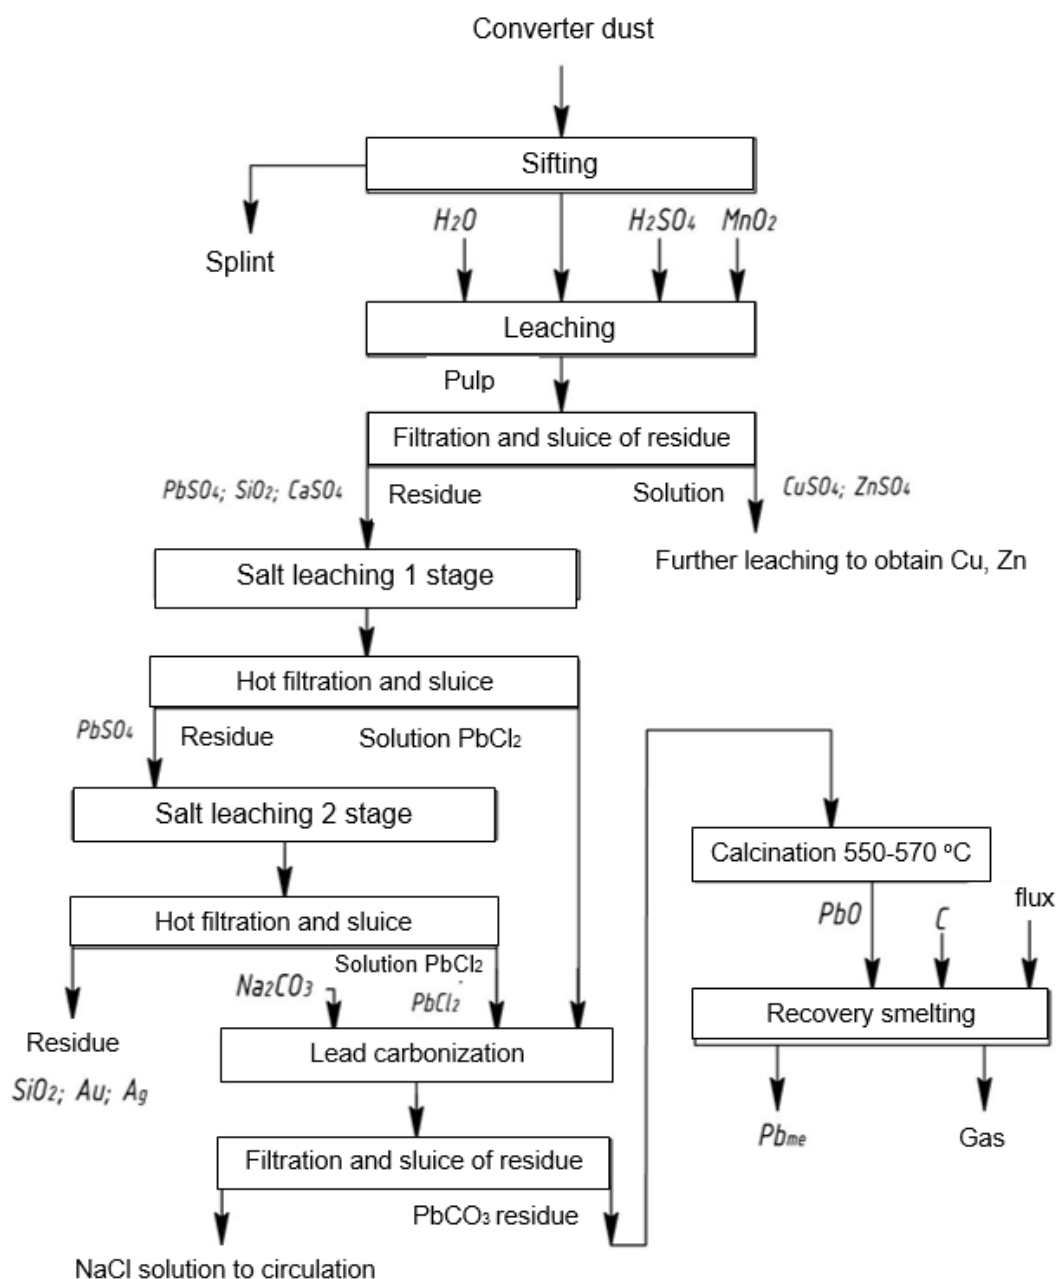 Converter dust
Sifting
H2O
H2SO4
MnO2
Splint
Leaching
Pulp
Filtration and sluice of residue
PbSO4; SiO2; CaSO4
Residue
Solution
CuSO4; ZnSO4
Further leaching to obtain Cu, Zn
Salt leaching 1 stage
Hot filtration and sluice
PbSO4
Residue
Solution PbCl2
Salt leaching 2 stage
Hot filtration and sluice
Solution PbCl2
Na2CO3
PbCl2
Residue
SiO2; Au; Ag
Lead carbonization
Filtration and sluice of residue
PbCO3 residue
NaCl solution to circulation
Calcination 550-570 ºC
PbO
C
flux
Recovery smelting
Pbme
Gas